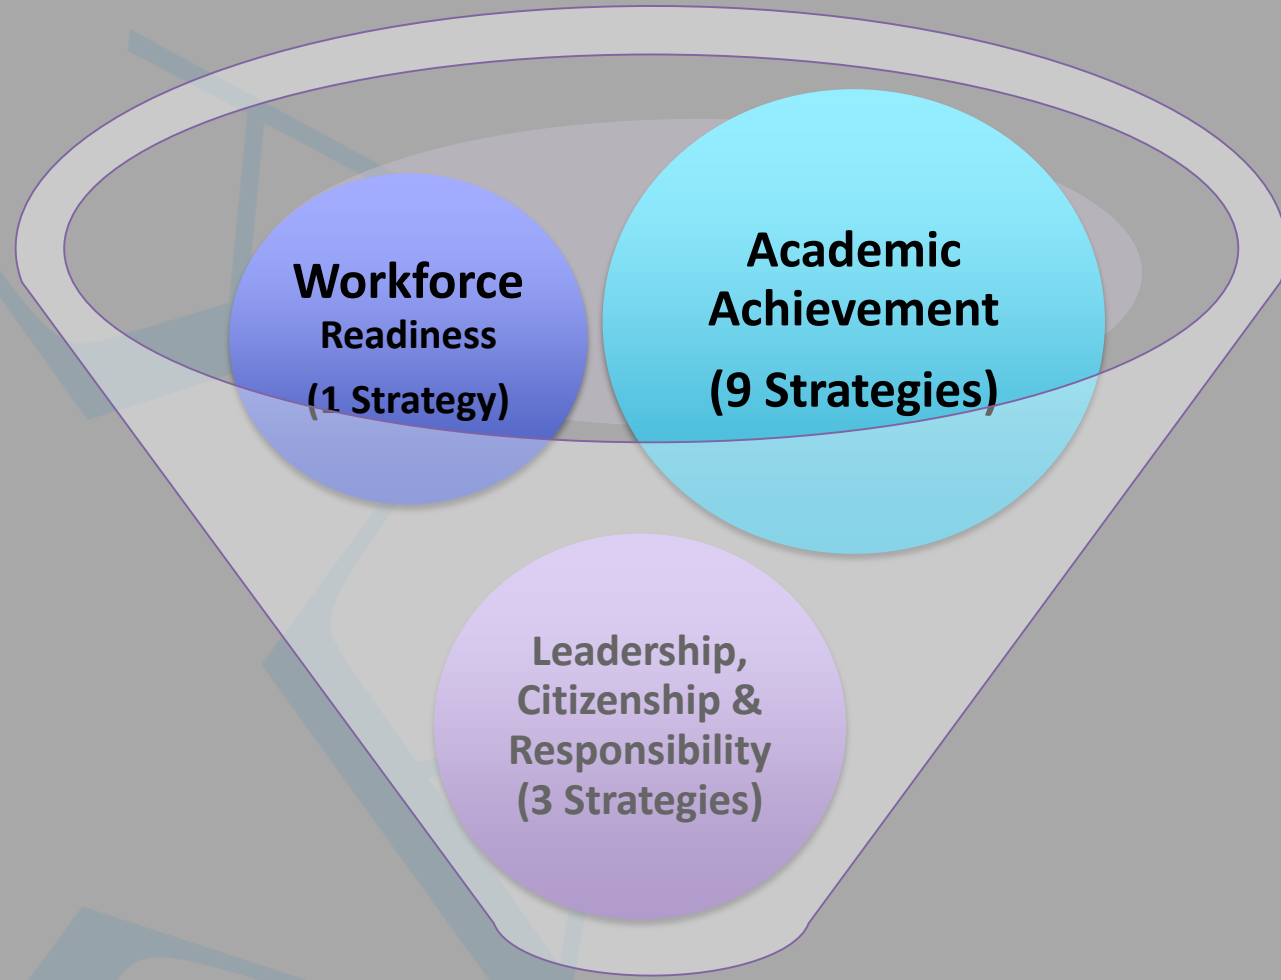 Workforce
Readiness
(1 Strategy)
Academic
Achievement
(9 Strategies)
Leadership,
Citizenship &
Responsibility
(3 Strategies)